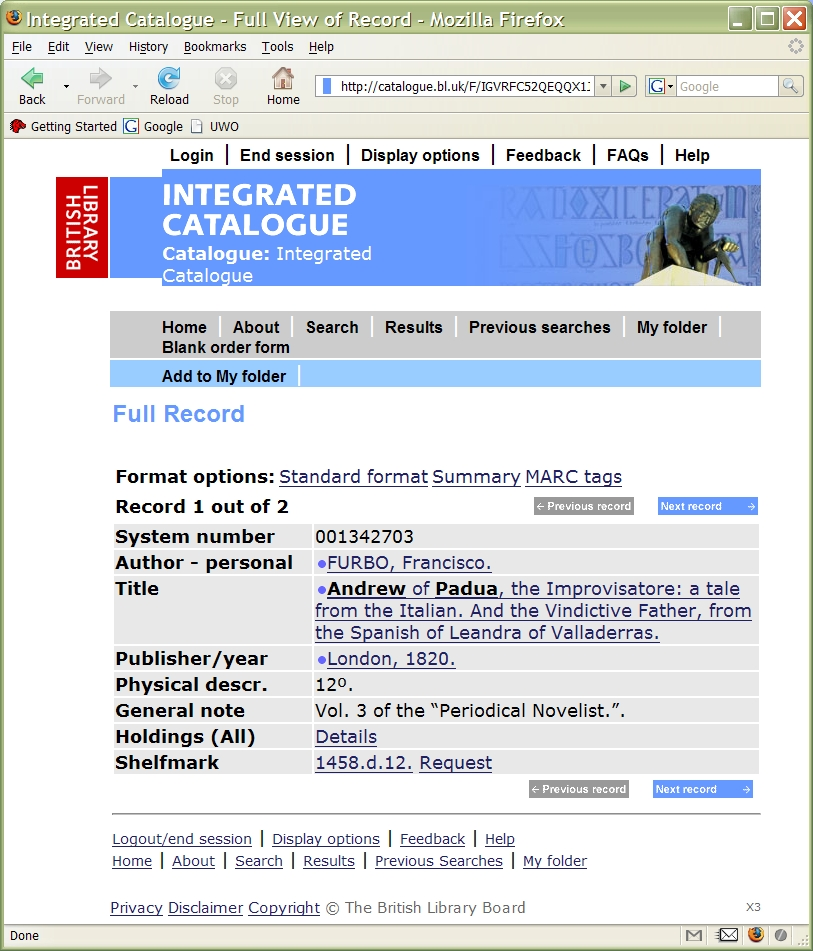 Integrated Catalogue - Full View of Record - Mozilla Firefox
File Edit View History Bookmarks Tools Help
Back Forward Reload Stop Home http://catalogue.bl.uk/F/IGVRFC52QEQQX1 G Google
Getting Started G Google UWO
Login | End session | Display options | Feedback | FAQs | Help
LIBRARY
BRITISH
INTEGRATED
CATALOGUE
Catalogue: Integrated
Catalogue
Home | About | Search | Results | Previous searches | My folder |
Blank order form
Add to My folder |
Full Record
Format options: Standard format Summary MARC tags
Record 1 out of 2 ← Previous record Next record →
System number 001342703
Author - personal •FURBO, Francisco.
Title •Andrew of Padua, the Improvisatore: a tale
from the Italian. And the Vindictive Father, from
the Spanish of Leandra of Valladerras.
Publisher/year •London, 1820.
Physical descr. 12º.
General note Vol. 3 of the “Periodical Novelist.”.
Holdings (All) Details
Shelfmark 1458.d.12. Request
← Previous record Next record →
Logout/end session | Display options | Feedback | Help
Home | About | Search | Results | Previous Searches | My folder
Privacy Disclaimer Copyright © The British Library Board X3
Done